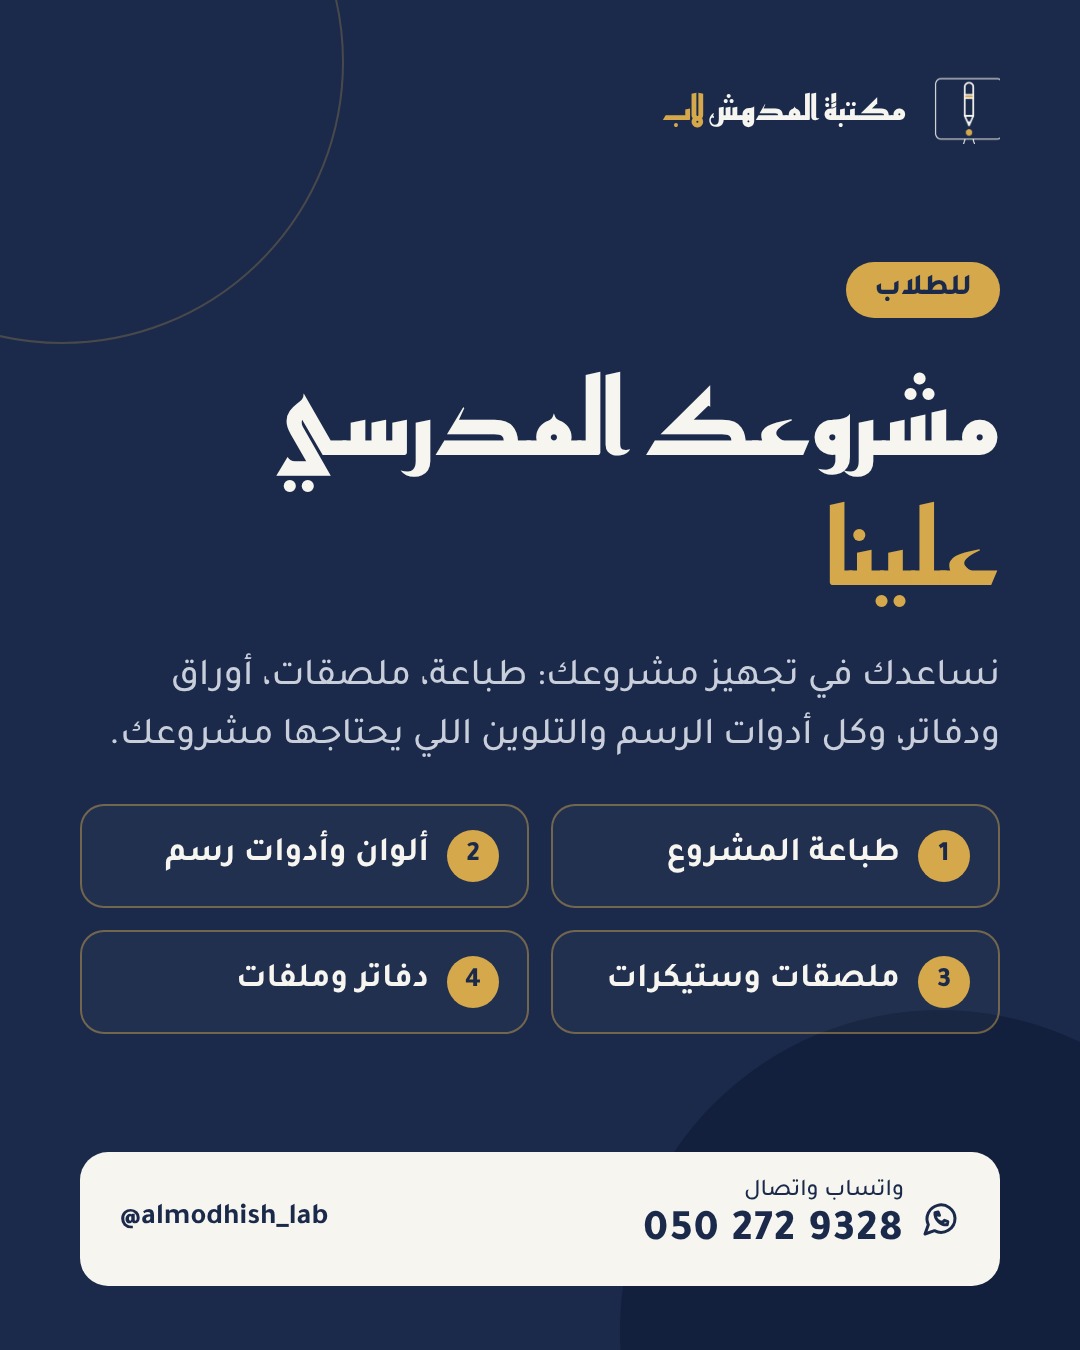 مكتبة المدهش لاب
للطلاب
مشروعك المدرسي
علينا
نساعدك في تجهيز مشروعك: طباعة، ملصقات، أوراق
ودفاتر، وكل أدوات الرسم والتلوين اللي يحتاجها مشروعك.
1 طباعة المشروع
2 ألوان وأدوات رسم
3 ملصقات وستيكرات
4 دفاتر وملفات
واتساب واتصال
050 272 9328
@almodhish_lab